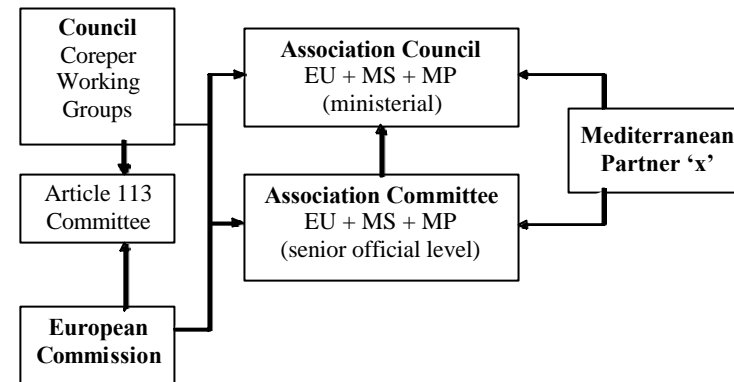 Council
Coreper
Working
Groups
Article 113
Committee
European
Commission
Association Council
EU + MS + MP
(ministerial)
Association Committee
EU + MS + MP
(senior official level)
Mediterranean
Partner ‘x’